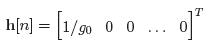 h[n] = [1/g₀ 0 0 … 0]ᵀ